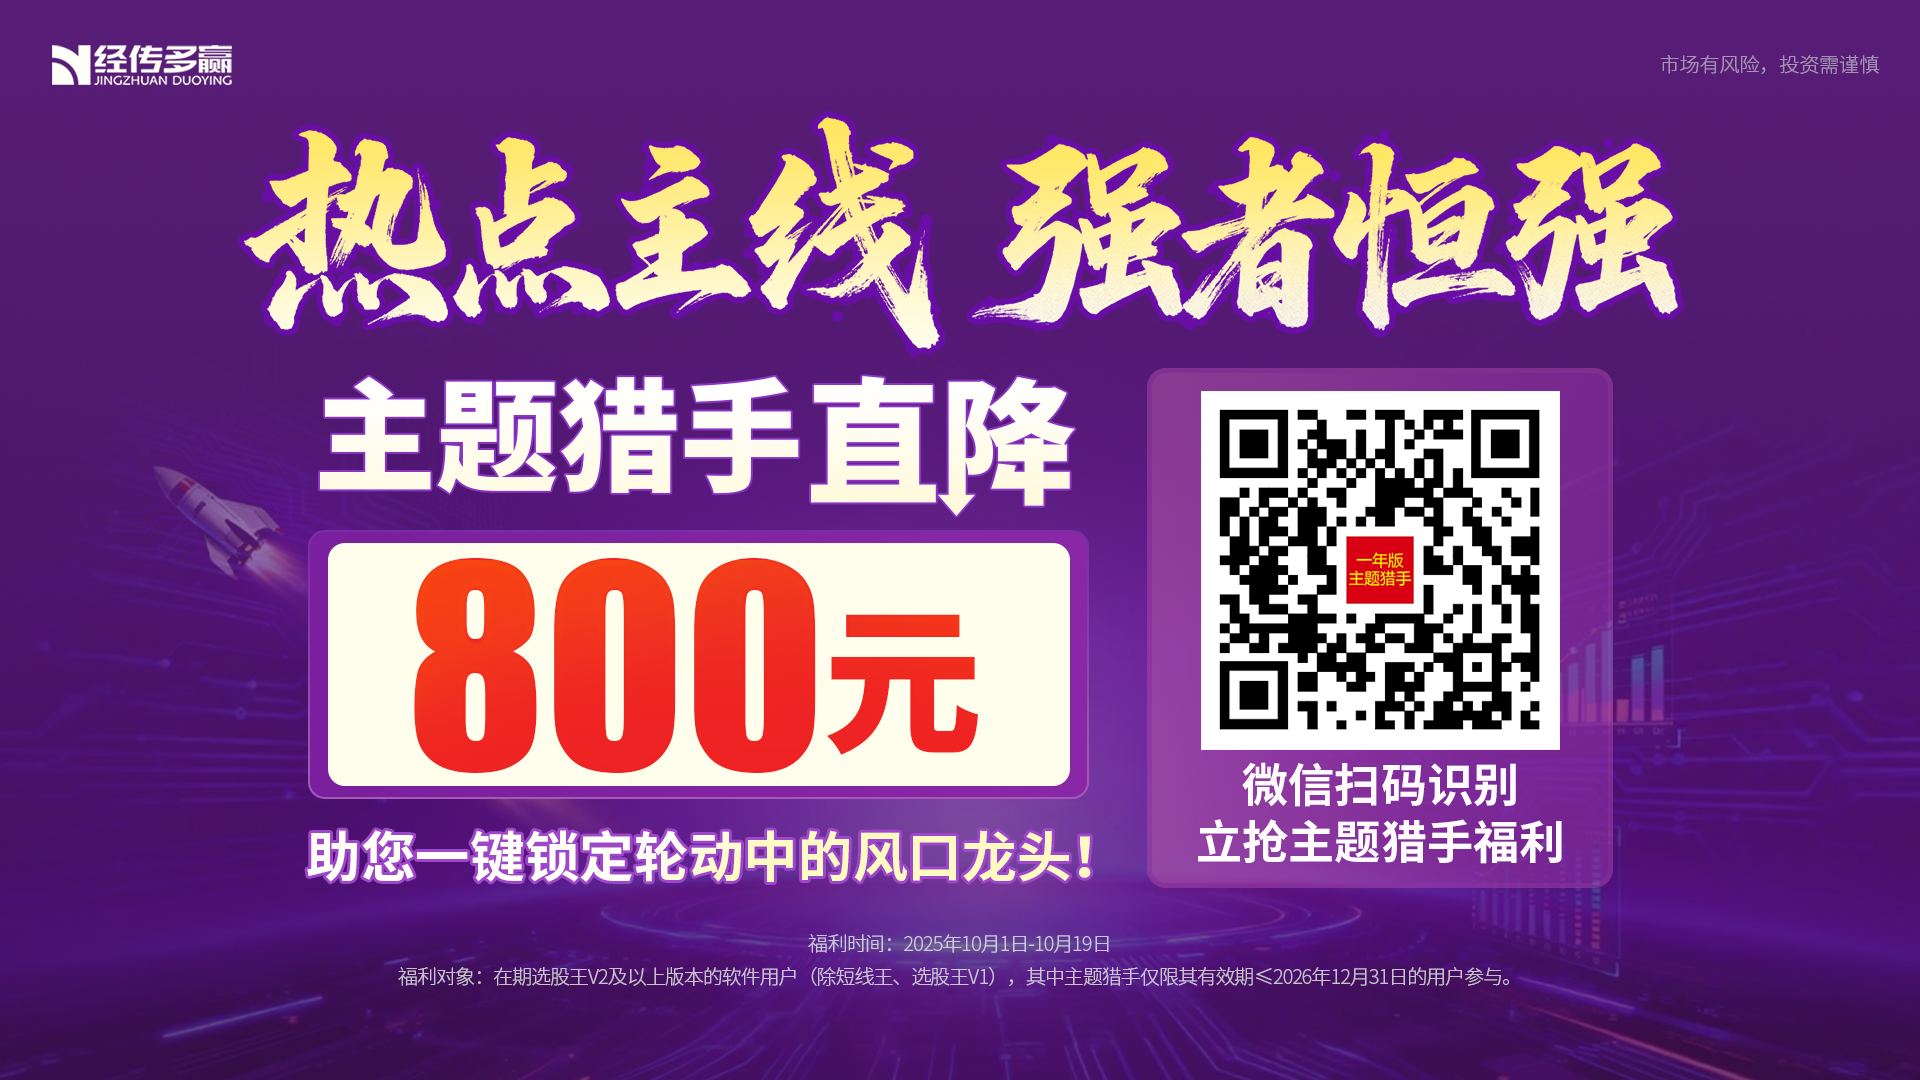 经传多赢
JINGZHUAN DUOYING
市场有风险，投资需谨慎
热点主线 强者恒强
主题猎手直降
800元
助您一键锁定轮动中的风口龙头！
一年版
主题猎手
微信扫码识别
立抢主题猎手福利
福利时间：2025年10月1日-10月19日
福利对象：在期选股王V2及以上版本的软件用户（除短线王、选股王V1），其中主题猎手仅限其有效期≤2026年12月31日的用户参与。